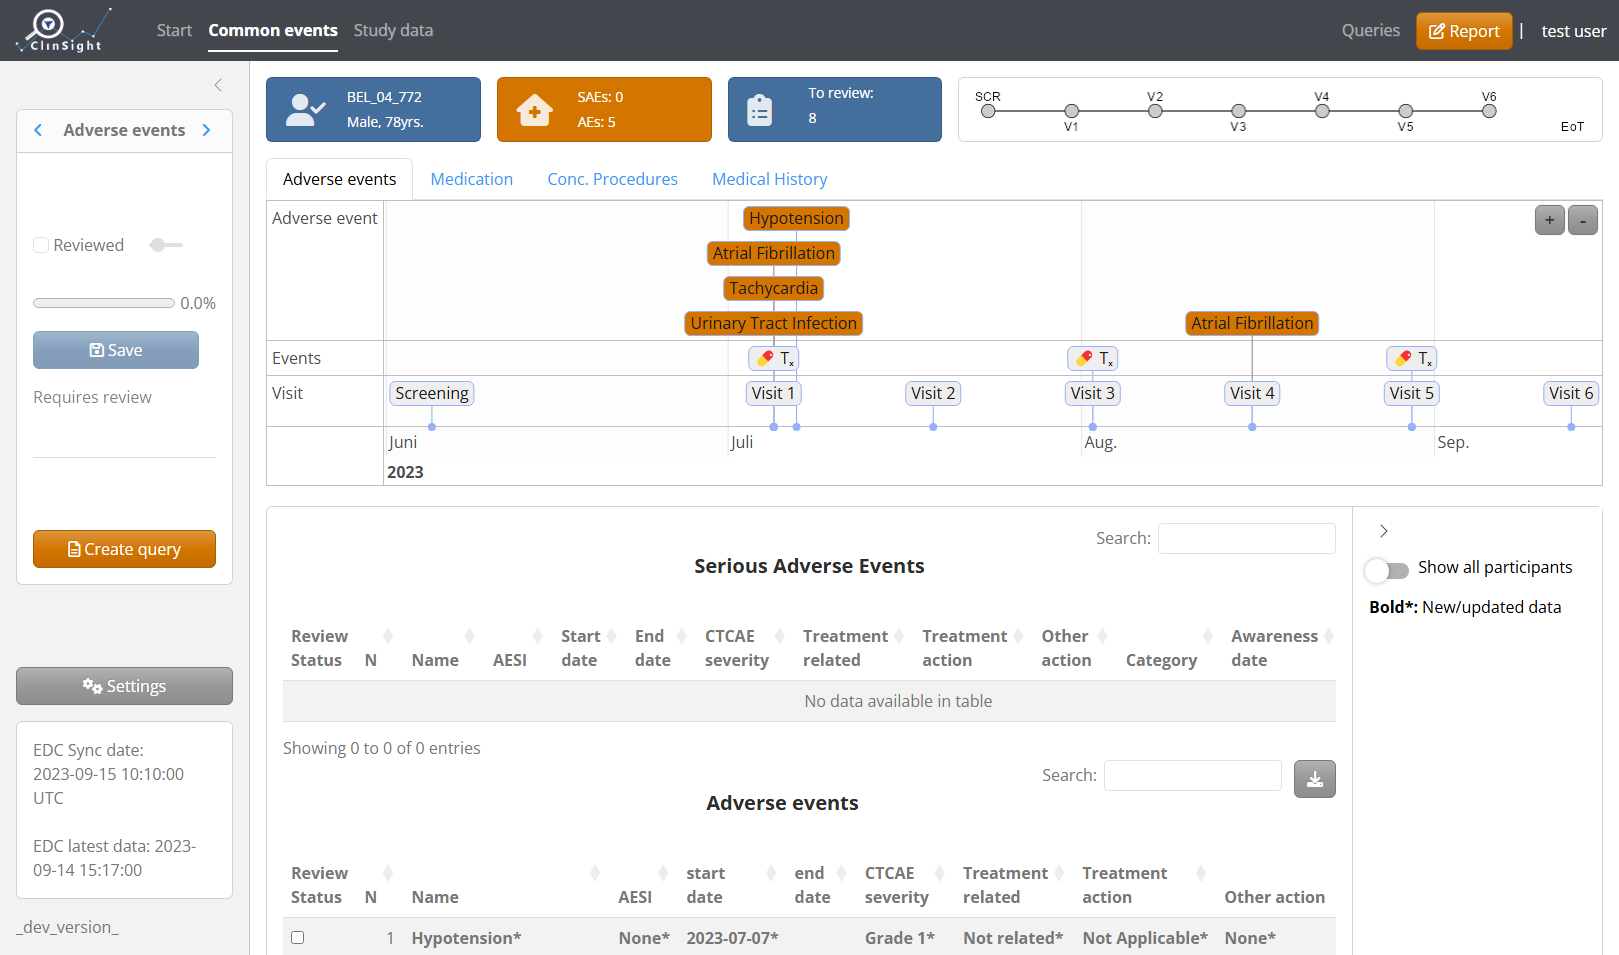 ClinSight
Start Common events Study data
Queries Report | test user
Adverse events
Reviewed
0.0%
Save
Requires review
Create query
Settings
EDC Sync date:
2023-09-15 10:10:00
UTC
EDC latest data: 2023-
09-14 15:17:00
_dev_version_
BEL_04_772
Male, 78yrs.
SAEs: 0
AEs: 5
To review:
8
SCR V2 V4 V6
V1 V3 V5 EoT
Adverse events Medication Conc. Procedures Medical History
Adverse event
Hypotension
+ -
Atrial Fibrillation
Tachycardia
Urinary Tract Infection Atrial Fibrillation
Events Tx Tx Tx
Visit Screening Visit 1 Visit 2 Visit 3 Visit 4 Visit 5 Visit 6
Juni Juli Aug. Sep.
2023
Search:
Serious Adverse Events
Review Status N Name AESI Start date End date CTCAE severity Treatment related Treatment action Other action Category Awareness date
No data available in table
Showing 0 to 0 of 0 entries
Search:
Adverse events
Review Status N Name AESI start date end date CTCAE severity Treatment related Treatment action Other action
1 Hypotension* None* 2023-07-07* Grade 1* Not related* Not Applicable* None*
Show all participants
Bold*: New/updated data